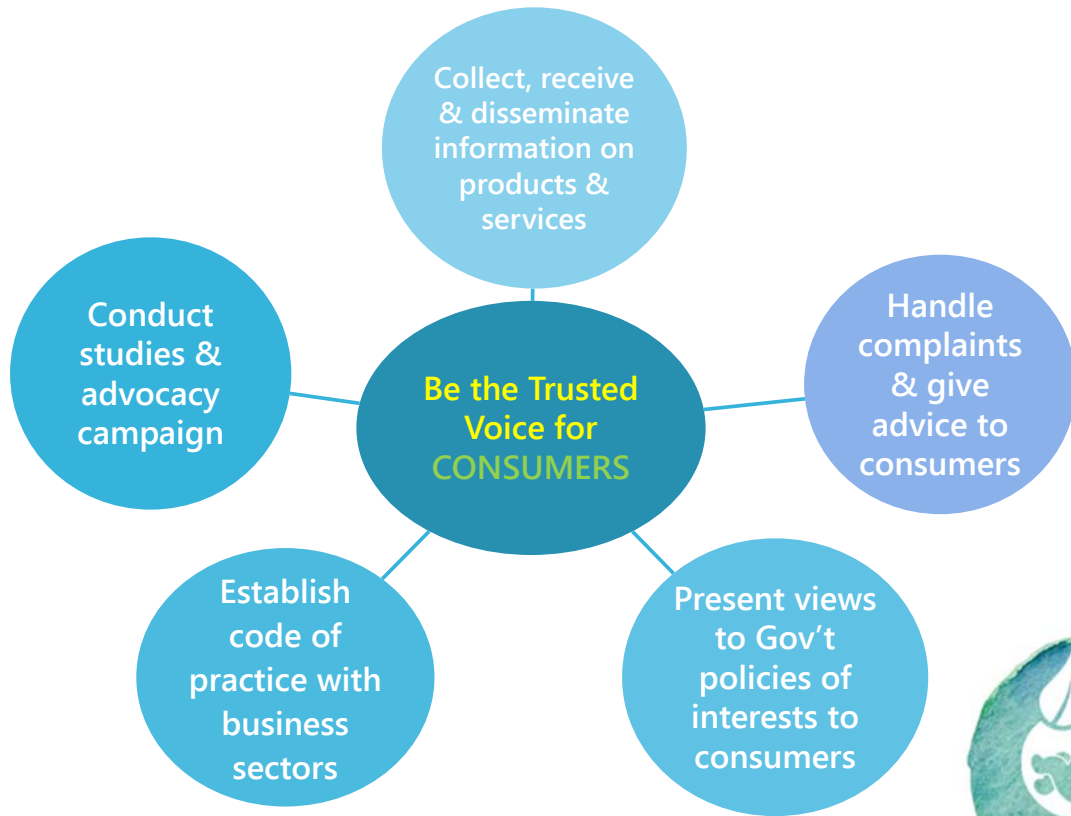 Collect, receive
& disseminate
information on
products &
services
Handle
complaints
& give
advice to
consumers
Present views
to Gov't
policies of
interests to
consumers
Establish
code of
practice with
business
sectors
Conduct
studies &
advocacy
campaign
Be the Trusted
Voice for
CONSUMERS